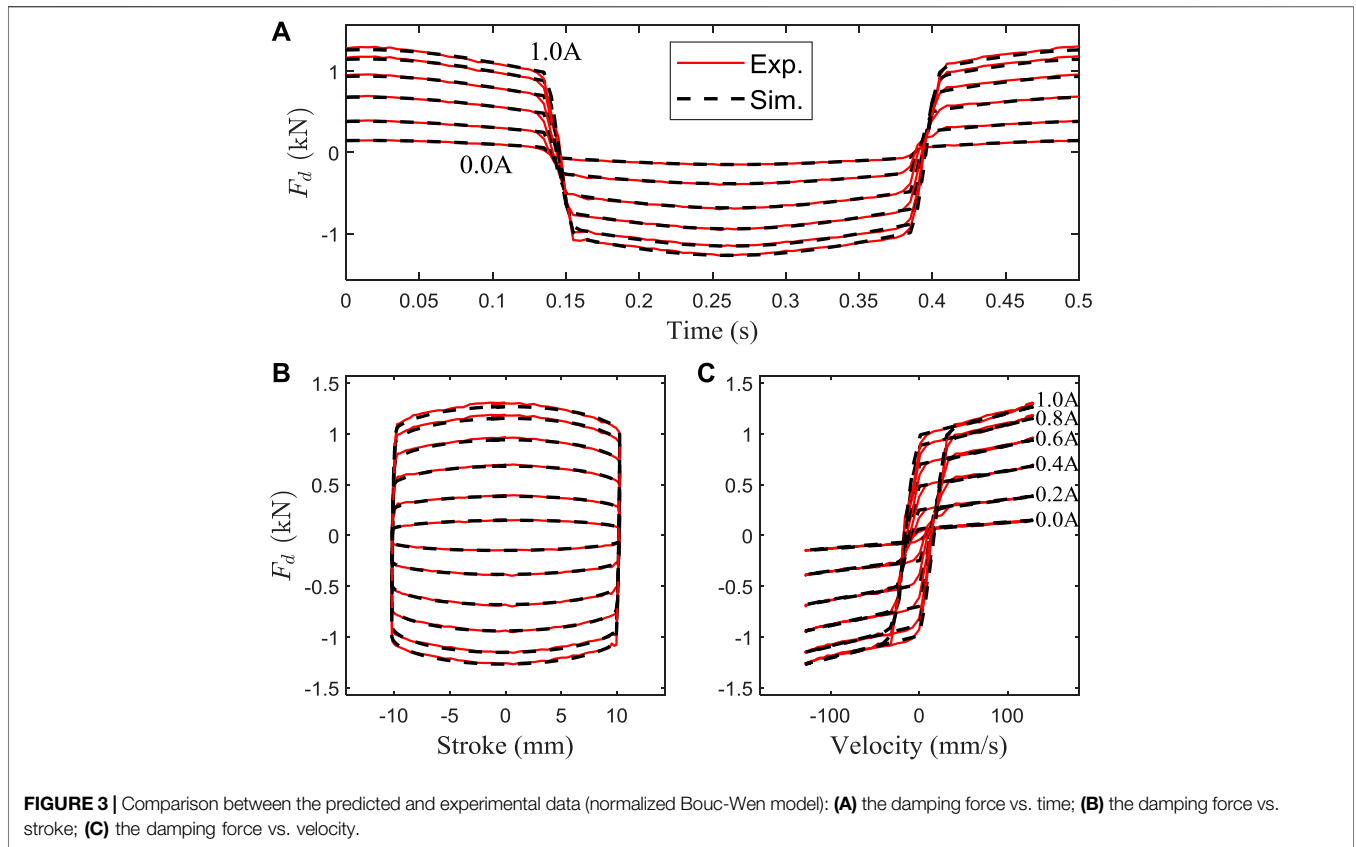 A
1.0A
Exp.
Sim.
0.0A
1
0
-1
F_d (kN)
0 0.05 0.1 0.15 0.2 0.25 0.3 0.35 0.4 0.45 0.5
Time (s)
B
1.5
1
0.5
0
-0.5
-1
-1.5
F_d (kN)
-10 -5 0 5 10
Stroke (mm)
C
1.5
1
0.5
0
-0.5
-1
-1.5
1.0A
0.8A
0.6A
0.4A
0.2A
0.0A
-100 0 100
Velocity (mm/s)
FIGURE 3 | Comparison between the predicted and experimental data (normalized Bouc-Wen model): (A) the damping force vs. time; (B) the damping force vs.
stroke; (C) the damping force vs. velocity.